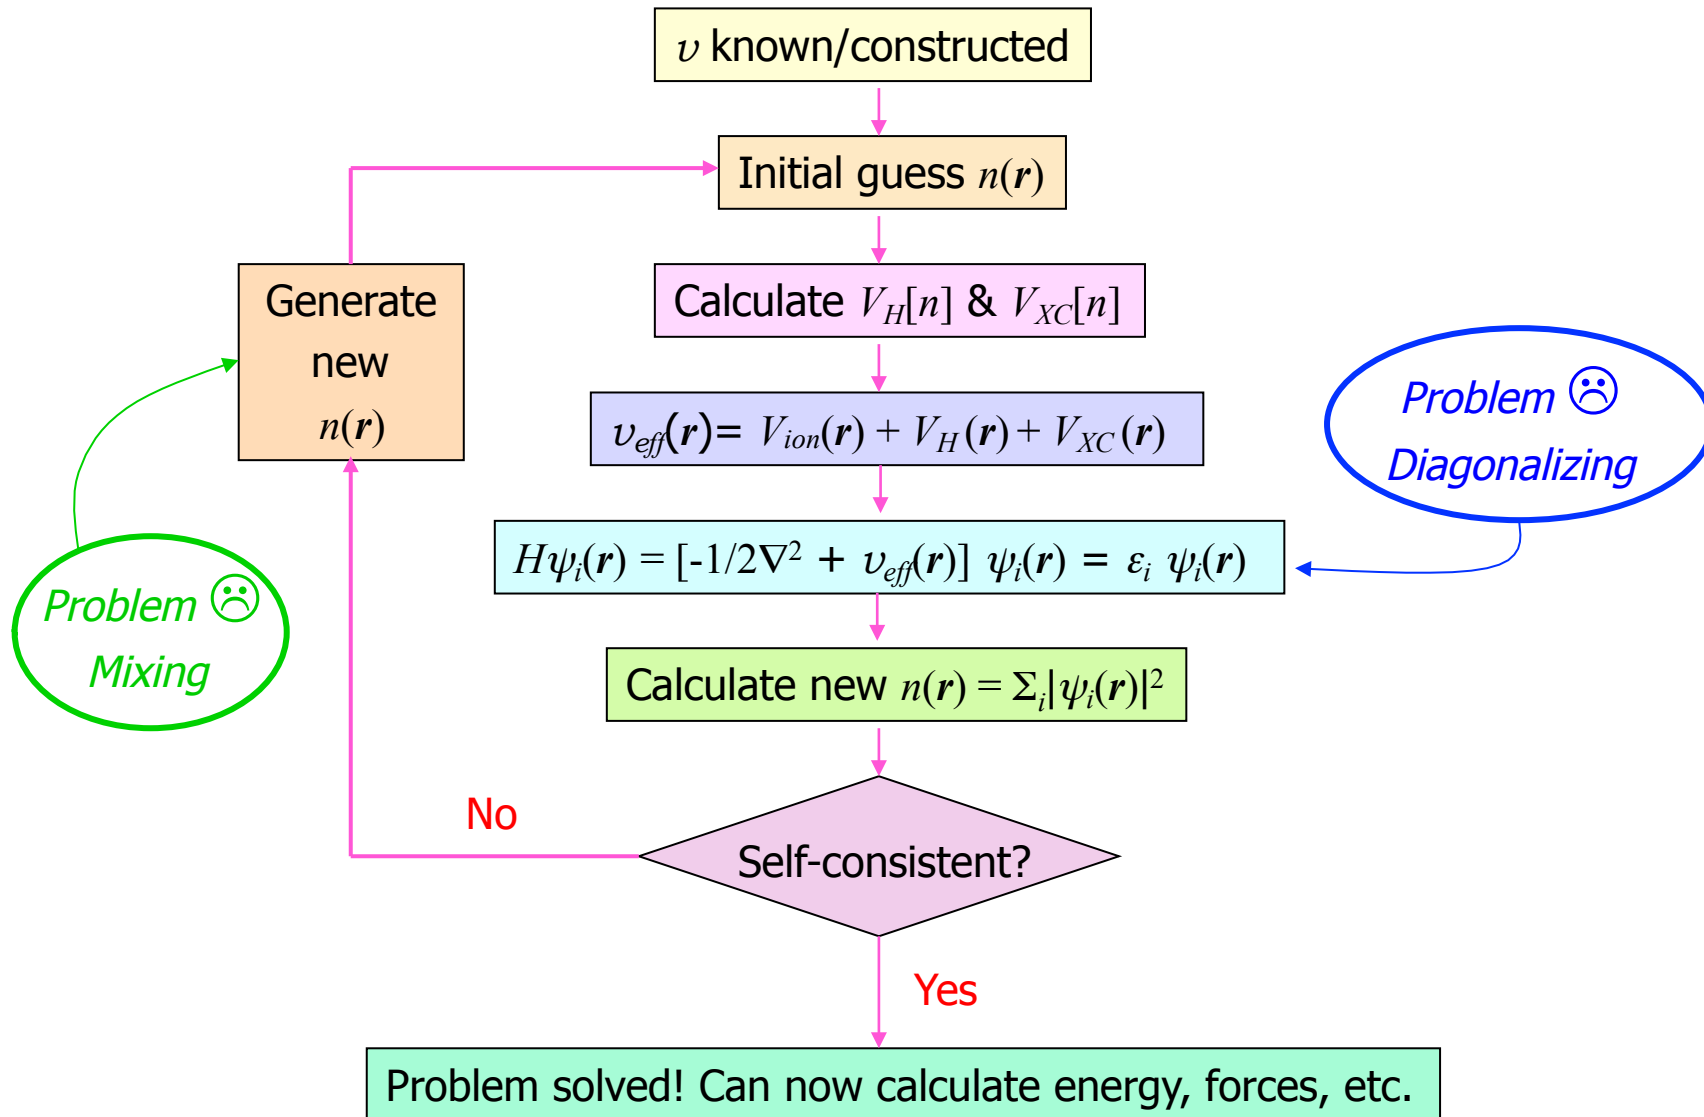 υ known/constructed
Initial guess n(r)
Generate
new
n(r)
Calculate V_H[n] & V_XC[n]
υ_eff(r)= V_ion(r) + V_H(r) + V_XC(r)
Problem ☹
Diagonalizing
Hψ_i(r) = [-1/2∇² + υ_eff(r)] ψ_i(r) = ε_i ψ_i(r)
Problem ☹
Mixing
Calculate new n(r) = Σ_i|ψ_i(r)|²
No
Self-consistent?
Yes
Problem solved! Can now calculate energy, forces, etc.